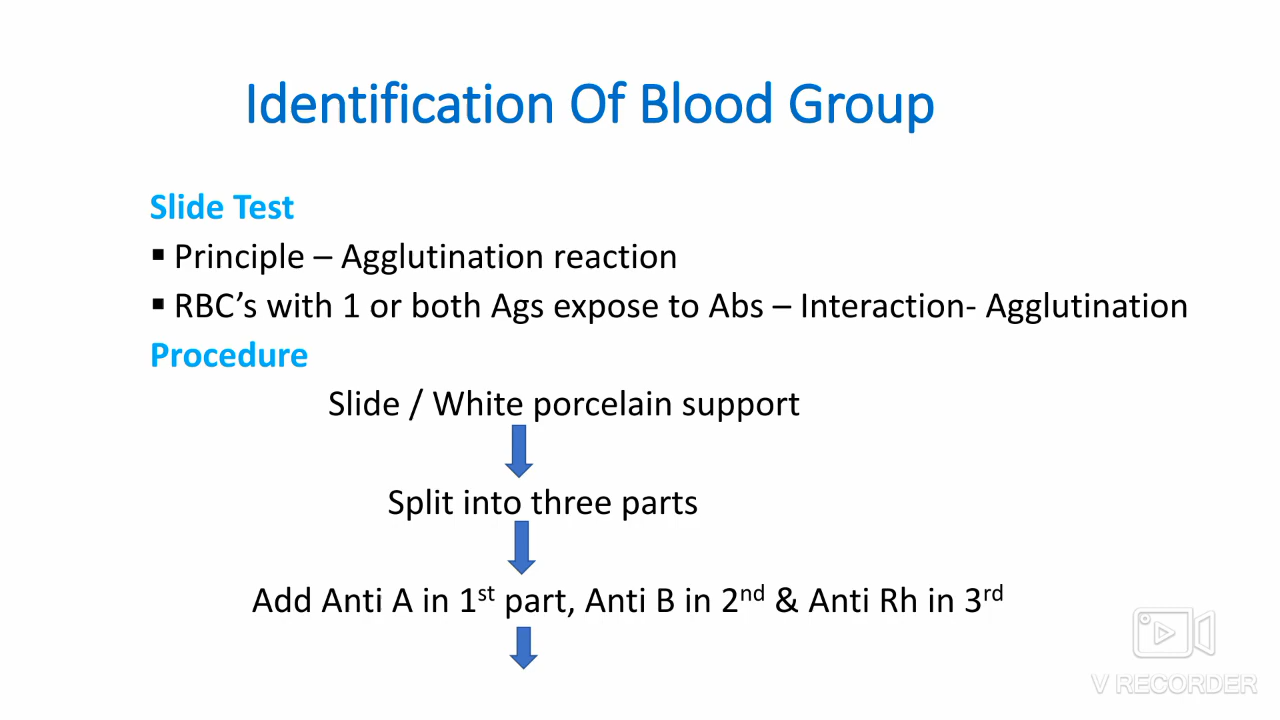 Identification Of Blood Group
Slide Test
▪ Principle – Agglutination reaction
▪ RBC’s with 1 or both Ags expose to Abs – Interaction- Agglutination
Procedure
Slide / White porcelain support
Split into three parts
Add Anti A in 1st part, Anti B in 2nd & Anti Rh in 3rd
V RECORDER